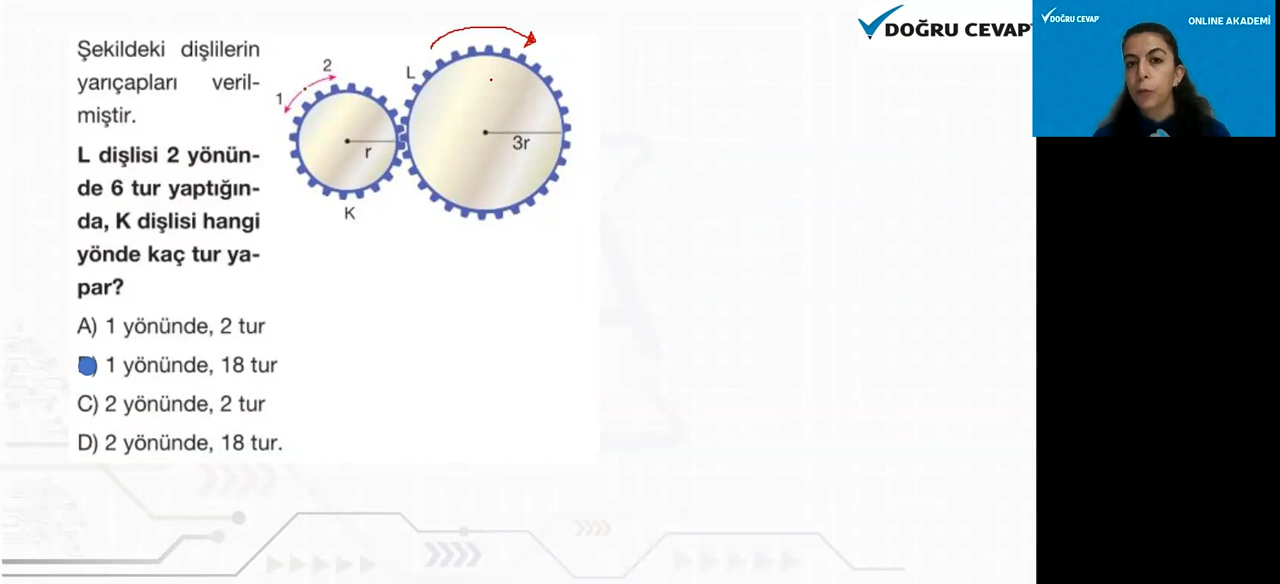 Şekildeki dişlilerin
yarıçapları veril-
miştir.
L dişlisi 2 yönün-
de 6 tur yaptığın-
da, K dişlisi hangi
yönde kaç tur ya-
par?
A) 1 yönünde, 2 tur
) 1 yönünde, 18 tur
C) 2 yönünde, 2 tur
D) 2 yönünde, 18 tur.
1
2
L
r
3r
K
DOĞRU CEVAP
DOĞRU CEVAP
ONLINE AKADEMİ